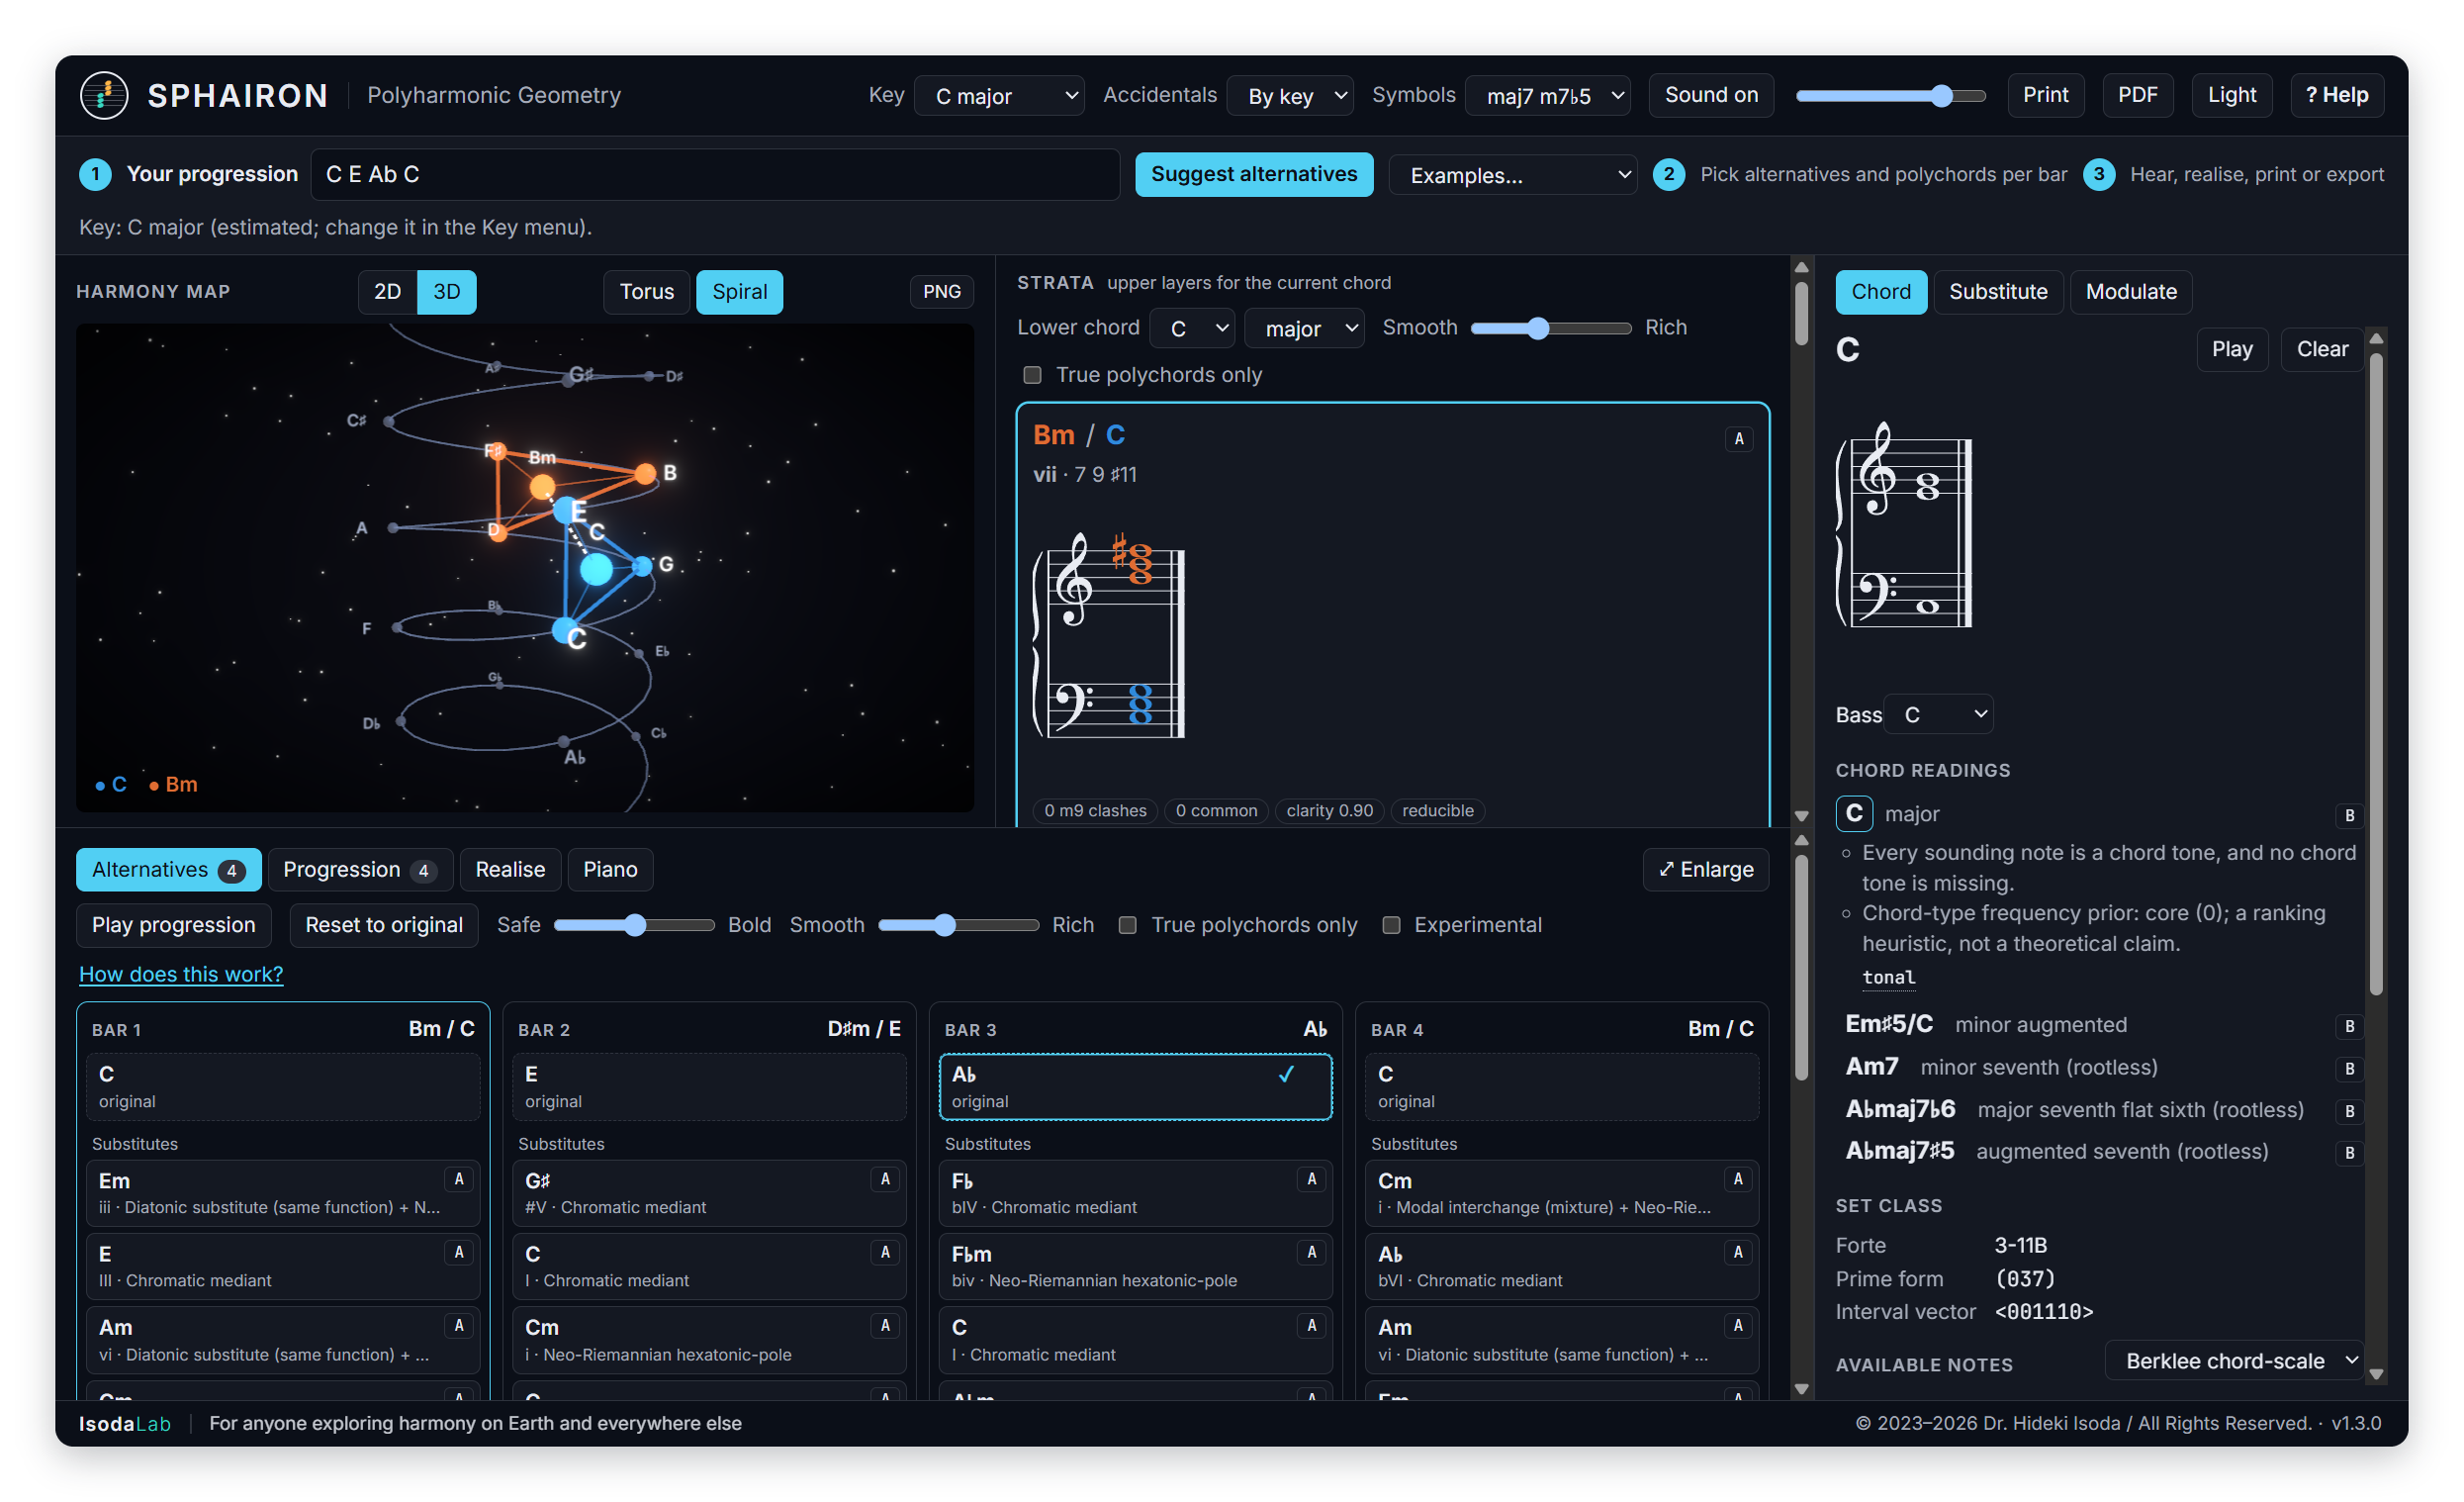 SPHAIRON Polyharmonic Geometry Key C major Accidentals By key Symbols maj7 m7♭5 Sound on Print PDF Light ? Help
1 Your progression C E Ab C Suggest alternatives Examples... 2 Pick alternatives and polychords per bar 3 Hear, realise, print or export
Key: C major (estimated; change it in the Key menu).
HARMONY MAP 2D 3D Torus Spiral PNG
A♯
G♯
D♯
C♯
F♯
Bm
B
E
A
D
C
G
B♭
F
C
E♭
G♭
D♭
C♭
A♭
C Bm
STRATA upper layers for the current chord
Lower chord C major Smooth Rich
True polychords only
Bm / C A
vii · 7 9 ♯11
0 m9 clashes 0 common clarity 0.90 reducible
Chord Substitute Modulate
C Play Clear
Bass C
CHORD READINGS
C major B
Every sounding note is a chord tone, and no chord
tone is missing.
Chord-type frequency prior: core (0); a ranking
heuristic, not a theoretical claim.
tonal
Em♯5/C minor augmented B
Am7 minor seventh (rootless) B
A♭maj7♭6 major seventh flat sixth (rootless) B
A♭maj7♯5 augmented seventh (rootless) B
SET CLASS
Forte 3-11B
Prime form (037)
Interval vector <001110>
AVAILABLE NOTES Berklee chord-scale
Alternatives 4 Progression 4 Realise Piano ⤢ Enlarge
Play progression Reset to original Safe Bold Smooth Rich True polychords only Experimental
How does this work?
BAR 1 Bm / C
C
original
Substitutes
Em A
iii · Diatonic substitute (same function) + N...
E A
III · Chromatic mediant
Am A
vi · Diatonic substitute (same function) + ...
BAR 2 D♯m / E
E
original
Substitutes
G♯ A
#V · Chromatic mediant
C A
I · Chromatic mediant
Cm A
i · Neo-Riemannian hexatonic-pole
BAR 3 A♭
A♭ ✓
original
Substitutes
F♭ A
bIV · Chromatic mediant
F♭m A
biv · Neo-Riemannian hexatonic-pole
C A
I · Chromatic mediant
BAR 4 Bm / C
C
original
Substitutes
Cm A
i · Modal interchange (mixture) + Neo-Rie...
A♭ A
bVI · Chromatic mediant
Am A
vi · Diatonic substitute (same function) + ...
IsodaLab For anyone exploring harmony on Earth and everywhere else © 2023–2026 Dr. Hideki Isoda / All Rights Reserved. · v1.3.0